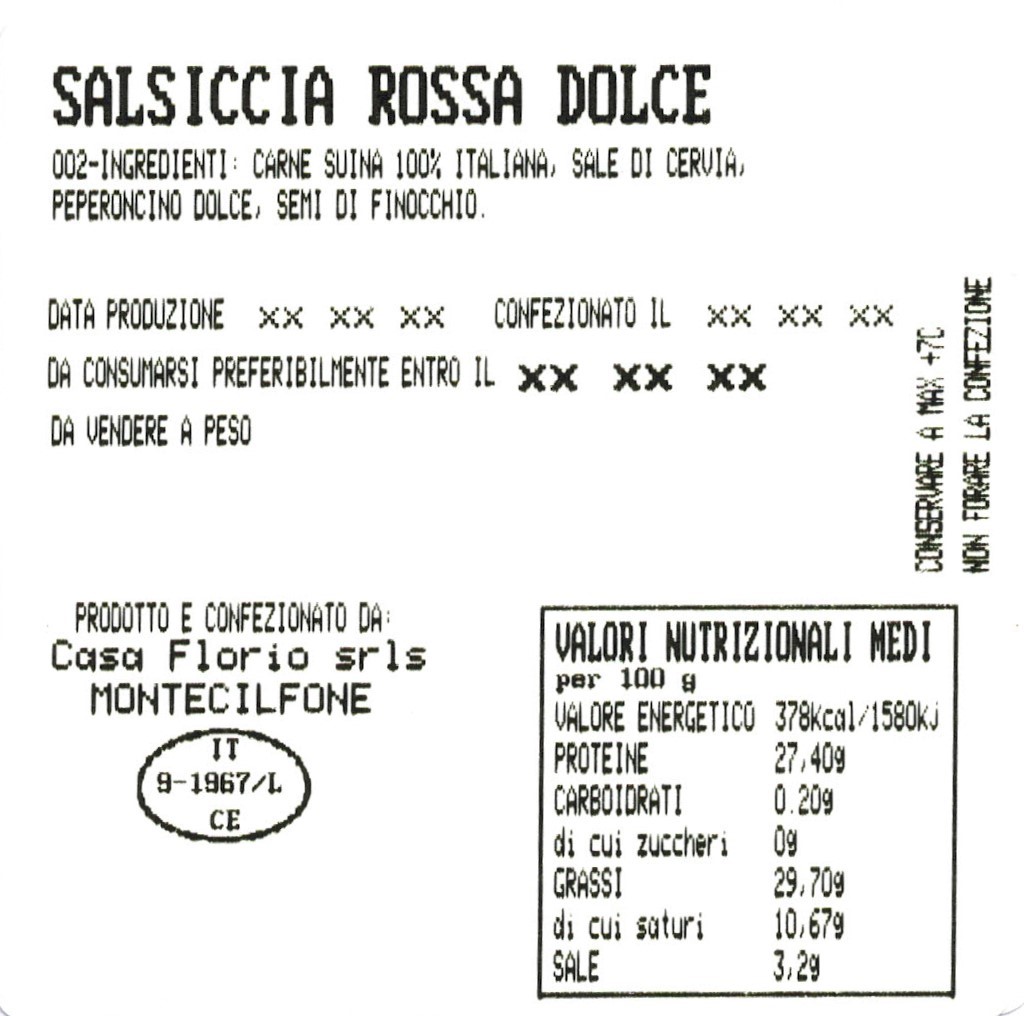 SALSICCIA ROSSA DOLCE
002-INGREDIENTI: CARNE SUINA 100% ITALIANA, SALE DI CERVIA,
PEPERONCINO DOLCE, SEMI DI FINOCCHIO.
DATA PRODUZIONE xx xx xx CONFEZIONATO IL xx xx xx
DA CONSUMARSI PREFERIBILMENTE ENTRO IL xx xx xx
DA VENDERE A PESO
CONSERVARE A MAX +7C
NON FORARE LA CONFEZIONE
PRODOTTO E CONFEZIONATO DA:
Casa Florio srls
MONTECILFONE
IT
9-1967/L
CE
VALORI NUTRIZIONALI MEDI
per 100 g
VALORE ENERGETICO 378kcal/1580kJ
PROTEINE 27,40g
CARBOIDRATI 0.20g
di cui zuccheri 0g
GRASSI 29,70g
di cui saturi 10,67g
SALE 3,2g